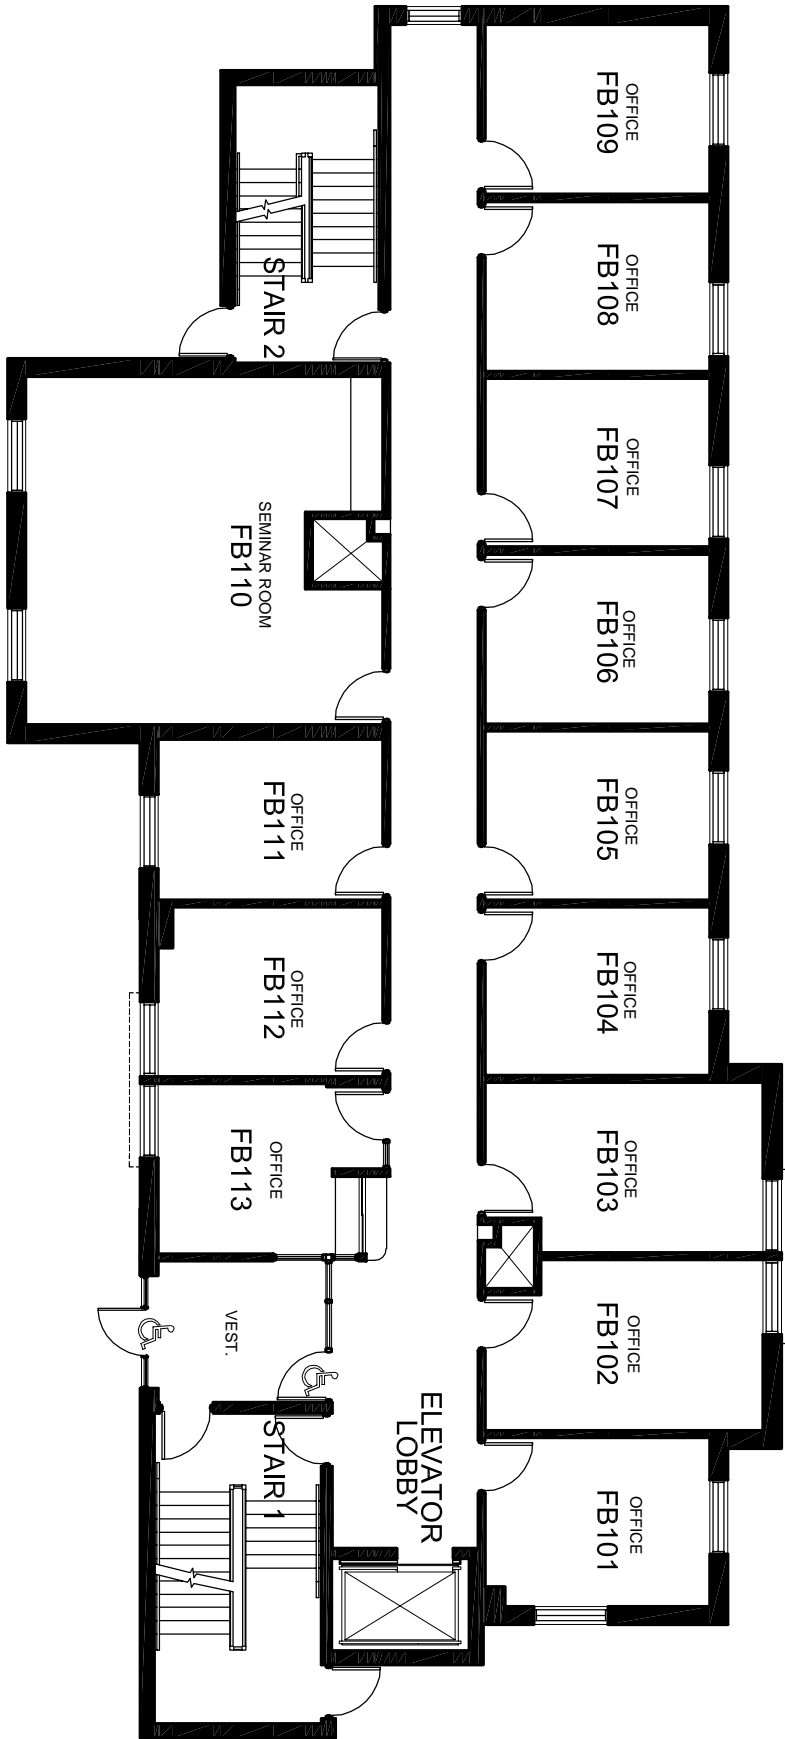 OFFICE
FB109
OFFICE
FB108
STAIR 2
OFFICE
FB107
SEMINAR ROOM
FB110
OFFICE
FB106
OFFICE
FB105
OFFICE
FB111
OFFICE
FB104
OFFICE
FB112
OFFICE
FB103
OFFICE
FB113
OFFICE
FB102
VEST.
ELEVATOR
LOBBY
STAIR 1
OFFICE
FB101